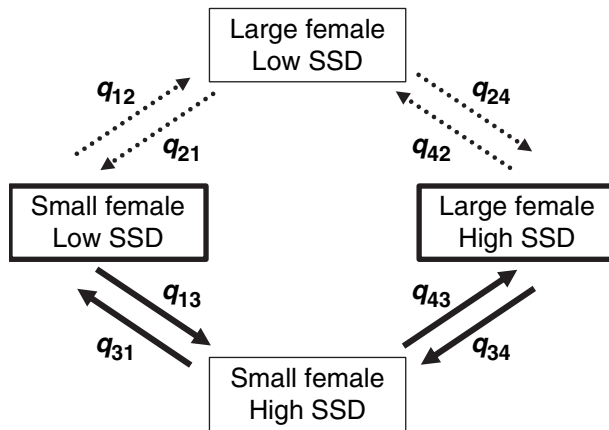 Large female
Low SSD
q12
q24
q21
q42
Small female
Low SSD
Large female
High SSD
q13
q43
q31
q34
Small female
High SSD